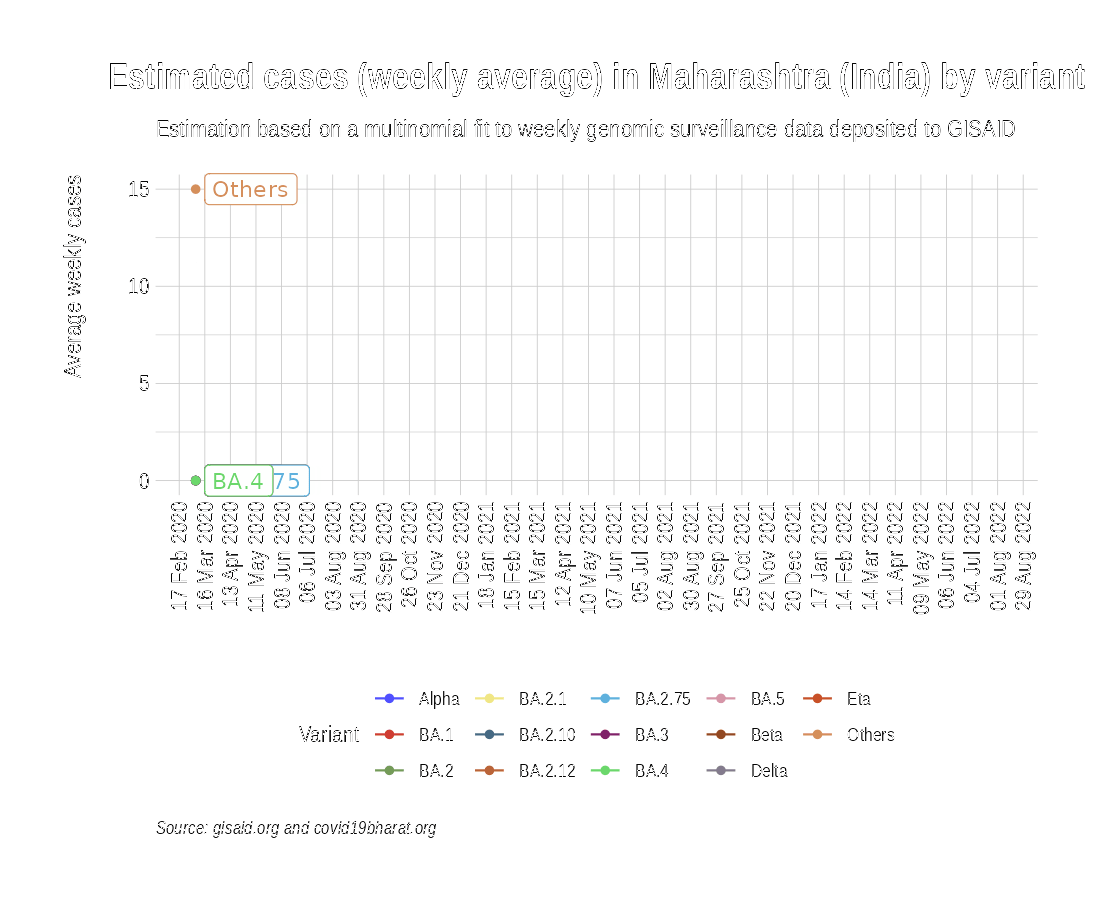 Estimated cases (weekly average) in Maharashtra (India) by variant
Estimation based on a multinomial fit to weekly genomic surveillance data deposited to GISAID
Average weekly cases
15
10
5
0
Others
BA.4
75
17 Feb 2020
16 Mar 2020
13 Apr 2020
11 May 2020
08 Jun 2020
06 Jul 2020
03 Aug 2020
31 Aug 2020
28 Sep 2020
26 Oct 2020
23 Nov 2020
21 Dec 2020
18 Jan 2021
15 Feb 2021
15 Mar 2021
12 Apr 2021
10 May 2021
07 Jun 2021
05 Jul 2021
02 Aug 2021
30 Aug 2021
27 Sep 2021
25 Oct 2021
22 Nov 2021
20 Dec 2021
17 Jan 2022
14 Feb 2022
14 Mar 2022
11 Apr 2022
09 May 2022
06 Jun 2022
04 Jul 2022
01 Aug 2022
29 Aug 2022
Variant
Alpha
BA.1
BA.2
BA.2.1
BA.2.10
BA.2.12
BA.2.75
BA.3
BA.4
BA.5
Beta
Delta
Eta
Others
Source: gisaid.org and covid19bharat.org